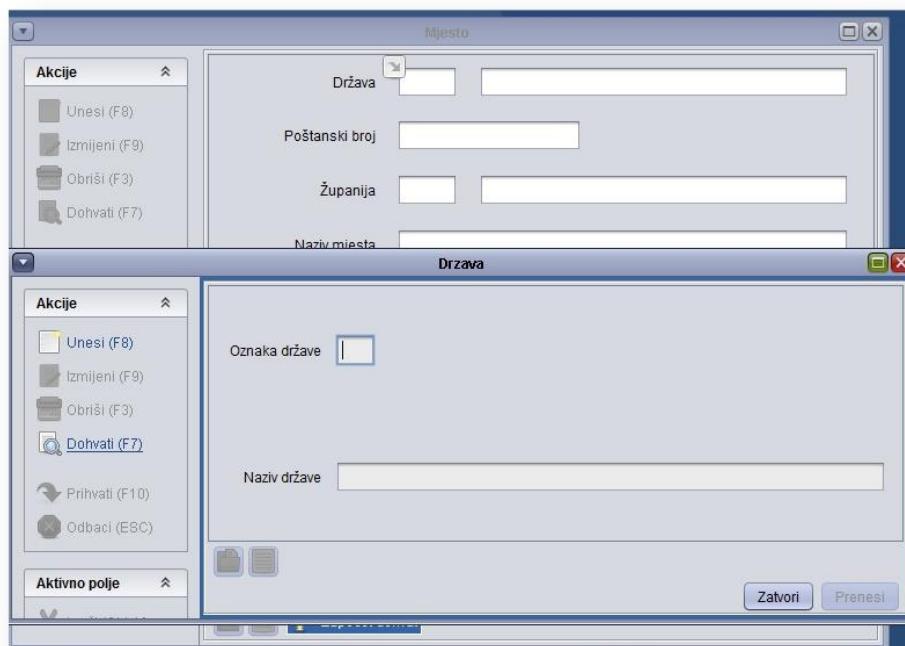 Mjesto
Akcije
Država
Unesi (F8)
Poštanski broj
Izmijeni (F9)
Obriši (F3)
Županija
Dohvati (F7)
Naziv mjesta
Drzava
Akcije
Unesi (F8)
Oznaka države
Izmijeni (F9)
Obriši (F3)
Dohvati (F7)
Naziv države
Prihvati (F10)
Odbaci (ESC)
Aktivno polje
Zatvori
Prenesi